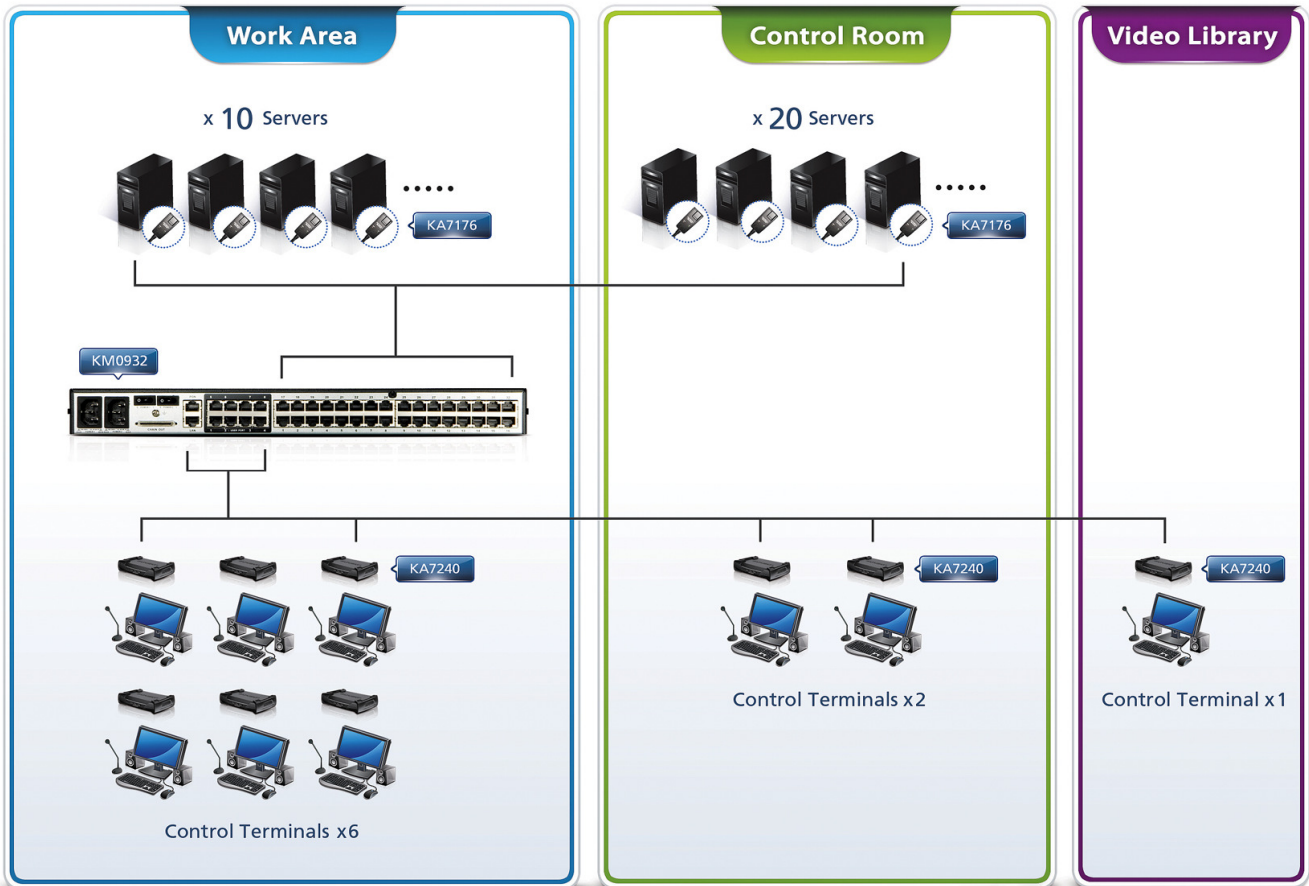 Work Area
Control Room
Video Library
x 10 Servers
x 20 Servers
KA7176
KA7176
KM0932
KA7240
KA7240
KA7240
Control Terminals x2
Control Terminal x1
Control Terminals x6